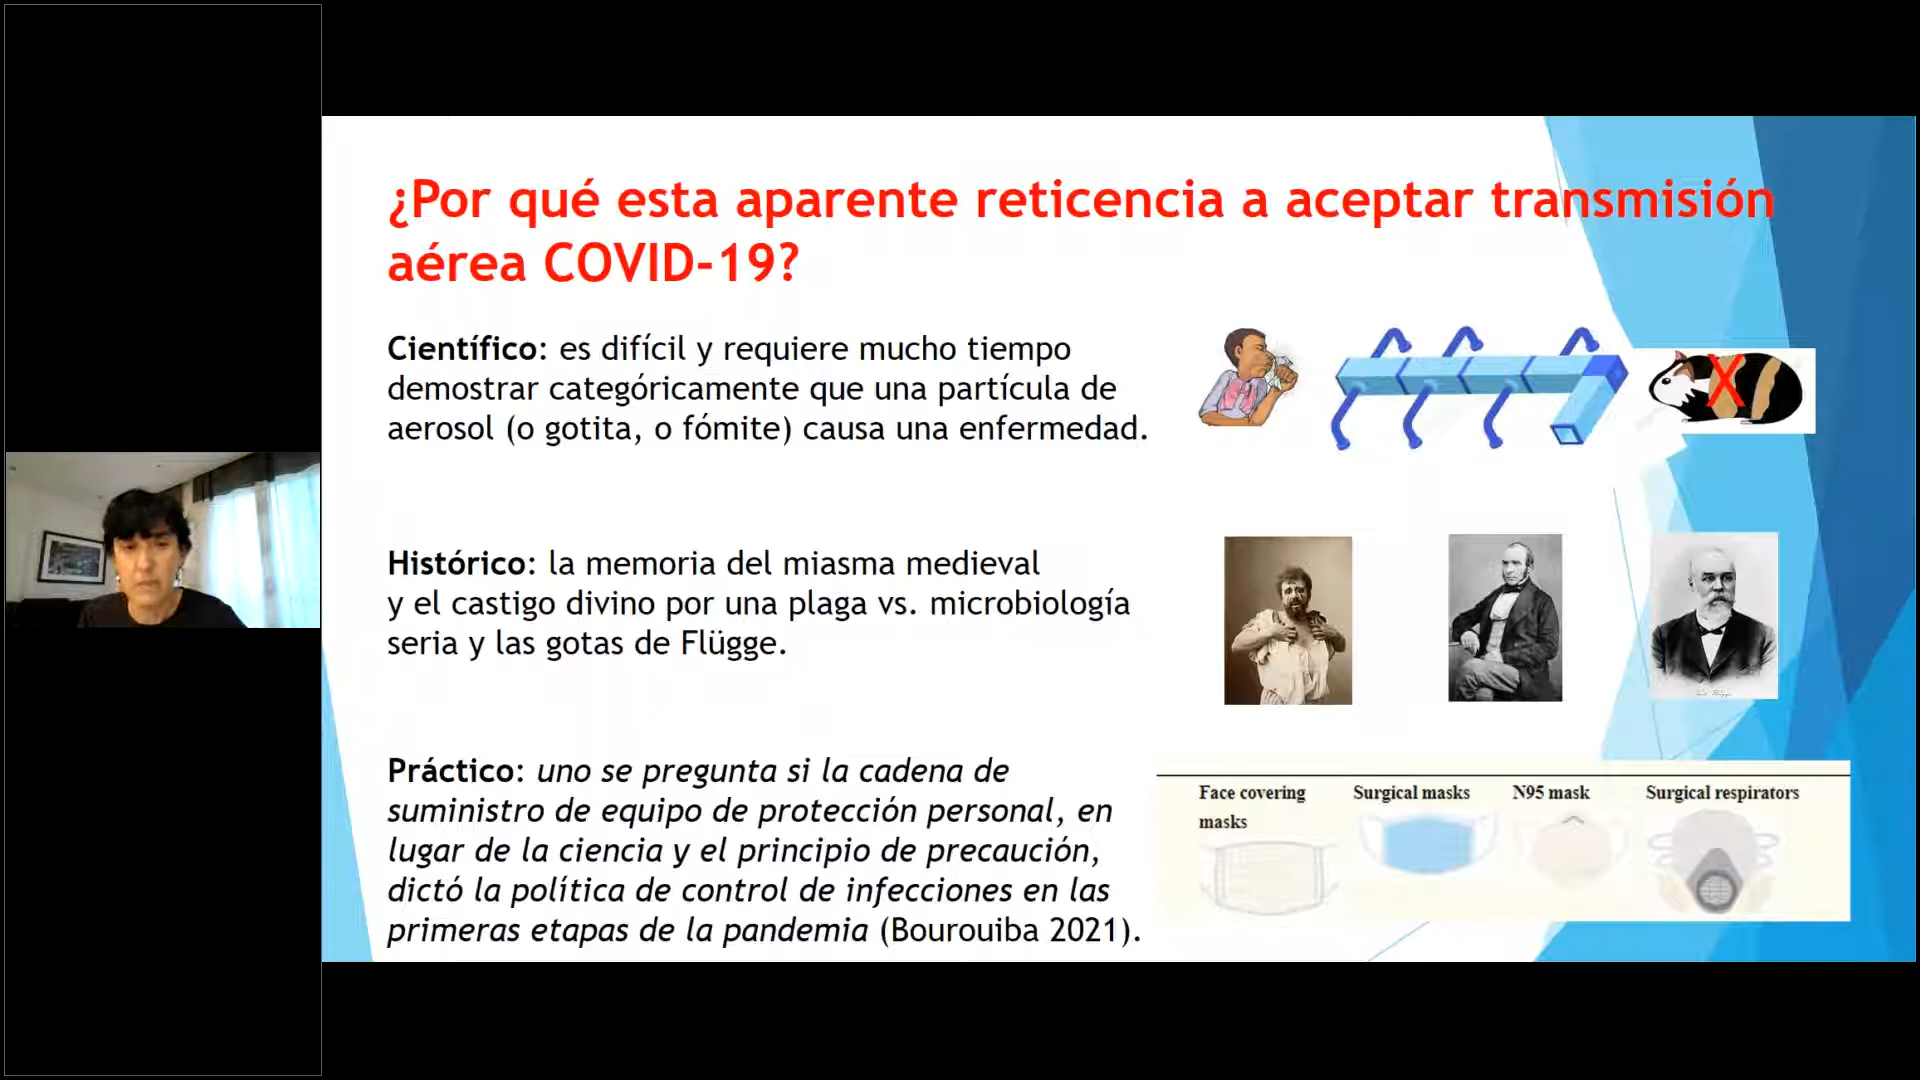 ¿Por qué esta aparente reticencia a aceptar transmisión
aérea COVID-19?
Científico: es difícil y requiere mucho tiempo
demostrar categóricamente que una partícula de
aerosol (o gotita, o fómite) causa una enfermedad.
X
Histórico: la memoria del miasma medieval
y el castigo divino por una plaga vs. microbiología
seria y las gotas de Flügge.
Práctico: uno se pregunta si la cadena de
suministro de equipo de protección personal, en
lugar de la ciencia y el principio de precaución,
dictó la política de control de infecciones en las
primeras etapas de la pandemia (Bourouiba 2021).
Face covering
masks
Surgical masks
N95 mask
Surgical respirators